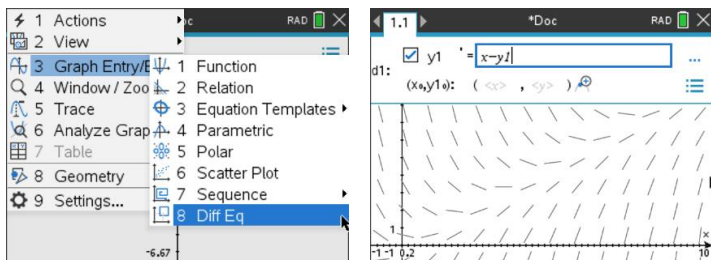 1 Actions
oc
RAD
2 View
3 Graph Entry/E
1 Function
2 Relation
3 Equation Templates
4 Parametric
5 Polar
6 Scatter Plot
7 Sequence
8 Diff Eq
4 Window / Zoo
5 Trace
6 Analyze Grap
7 Table
8 Geometry
9 Settings...
-6.67
1.1
*Doc
RAD
d1:
y1 '= x-y1
...
(x₀,y1₀): ( <x> , <y> )
1
-1 -1 0.2
x
10